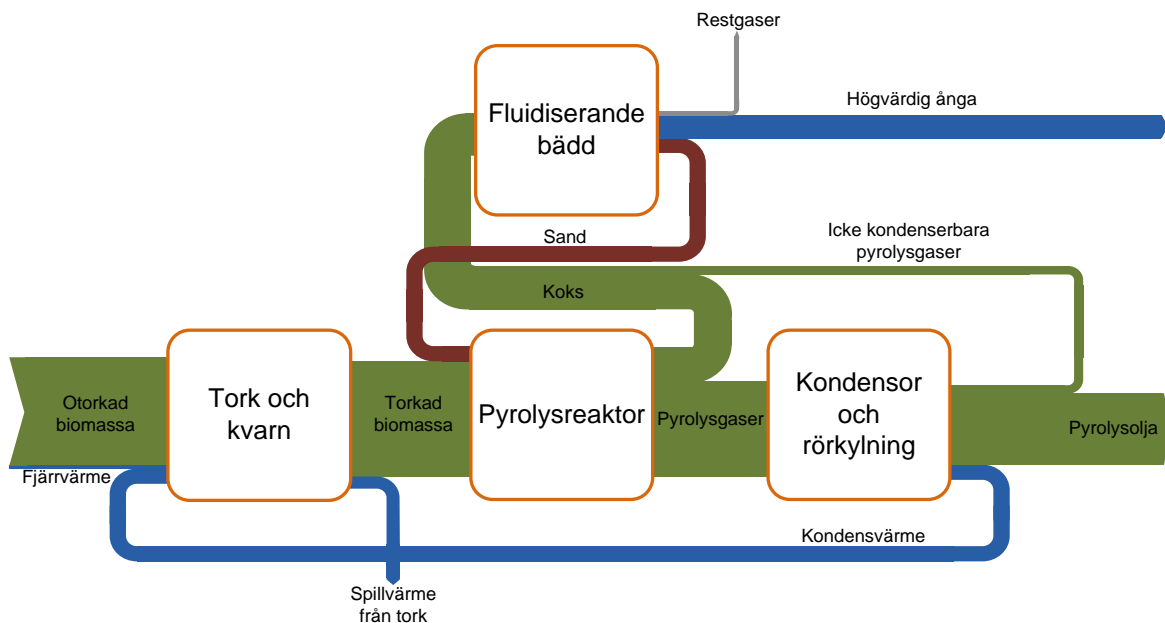 Restgaser
Fluidiserande
bädd
Högvärdig ånga
Sand
Icke kondenserbara
pyrolysgaser
Koks
Otorkad
biomassa
Tork och
kvarn
Torkad
biomassa
Pyrolysreaktor
Pyrolysgaser
Kondensor
och
rörkylning
Pyrolysolja
Fjärrvärme
Kondensvärme
Spillvärme
från tork